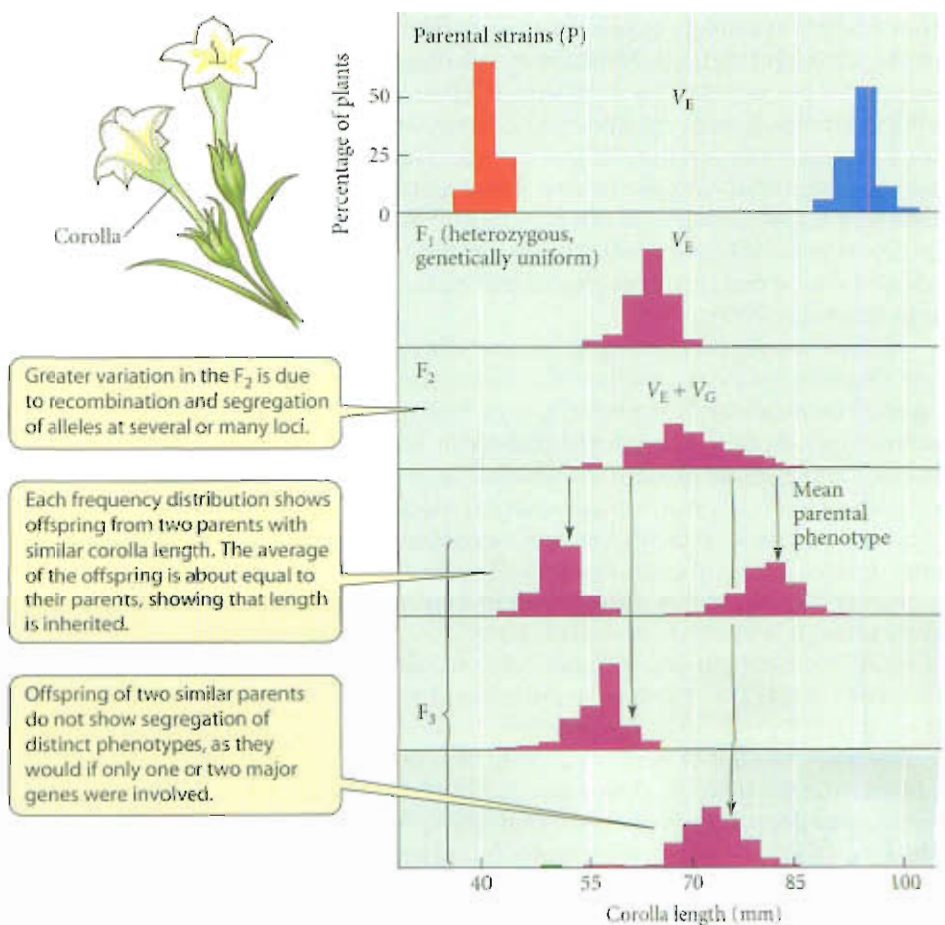 Parental strains (P)
Percentage of plants
50
25
0
V_E
Corolla
F₁ (heterozygous,
genetically uniform)
V_E
Greater variation in the F₂ is due
to recombination and segregation
of alleles at several or many loci.
F₂
V_E + V_G
Mean
parental
phenotype
Each frequency distribution shows
offspring from two parents with
similar corolla length. The average
of the offspring is about equal to
their parents, showing that length
is inherited.
Offspring of two similar parents
do not show segregation of
distinct phenotypes, as they
would if only one or two major
genes were involved.
F₃
40 55 70 85 100
Corolla length (mm)